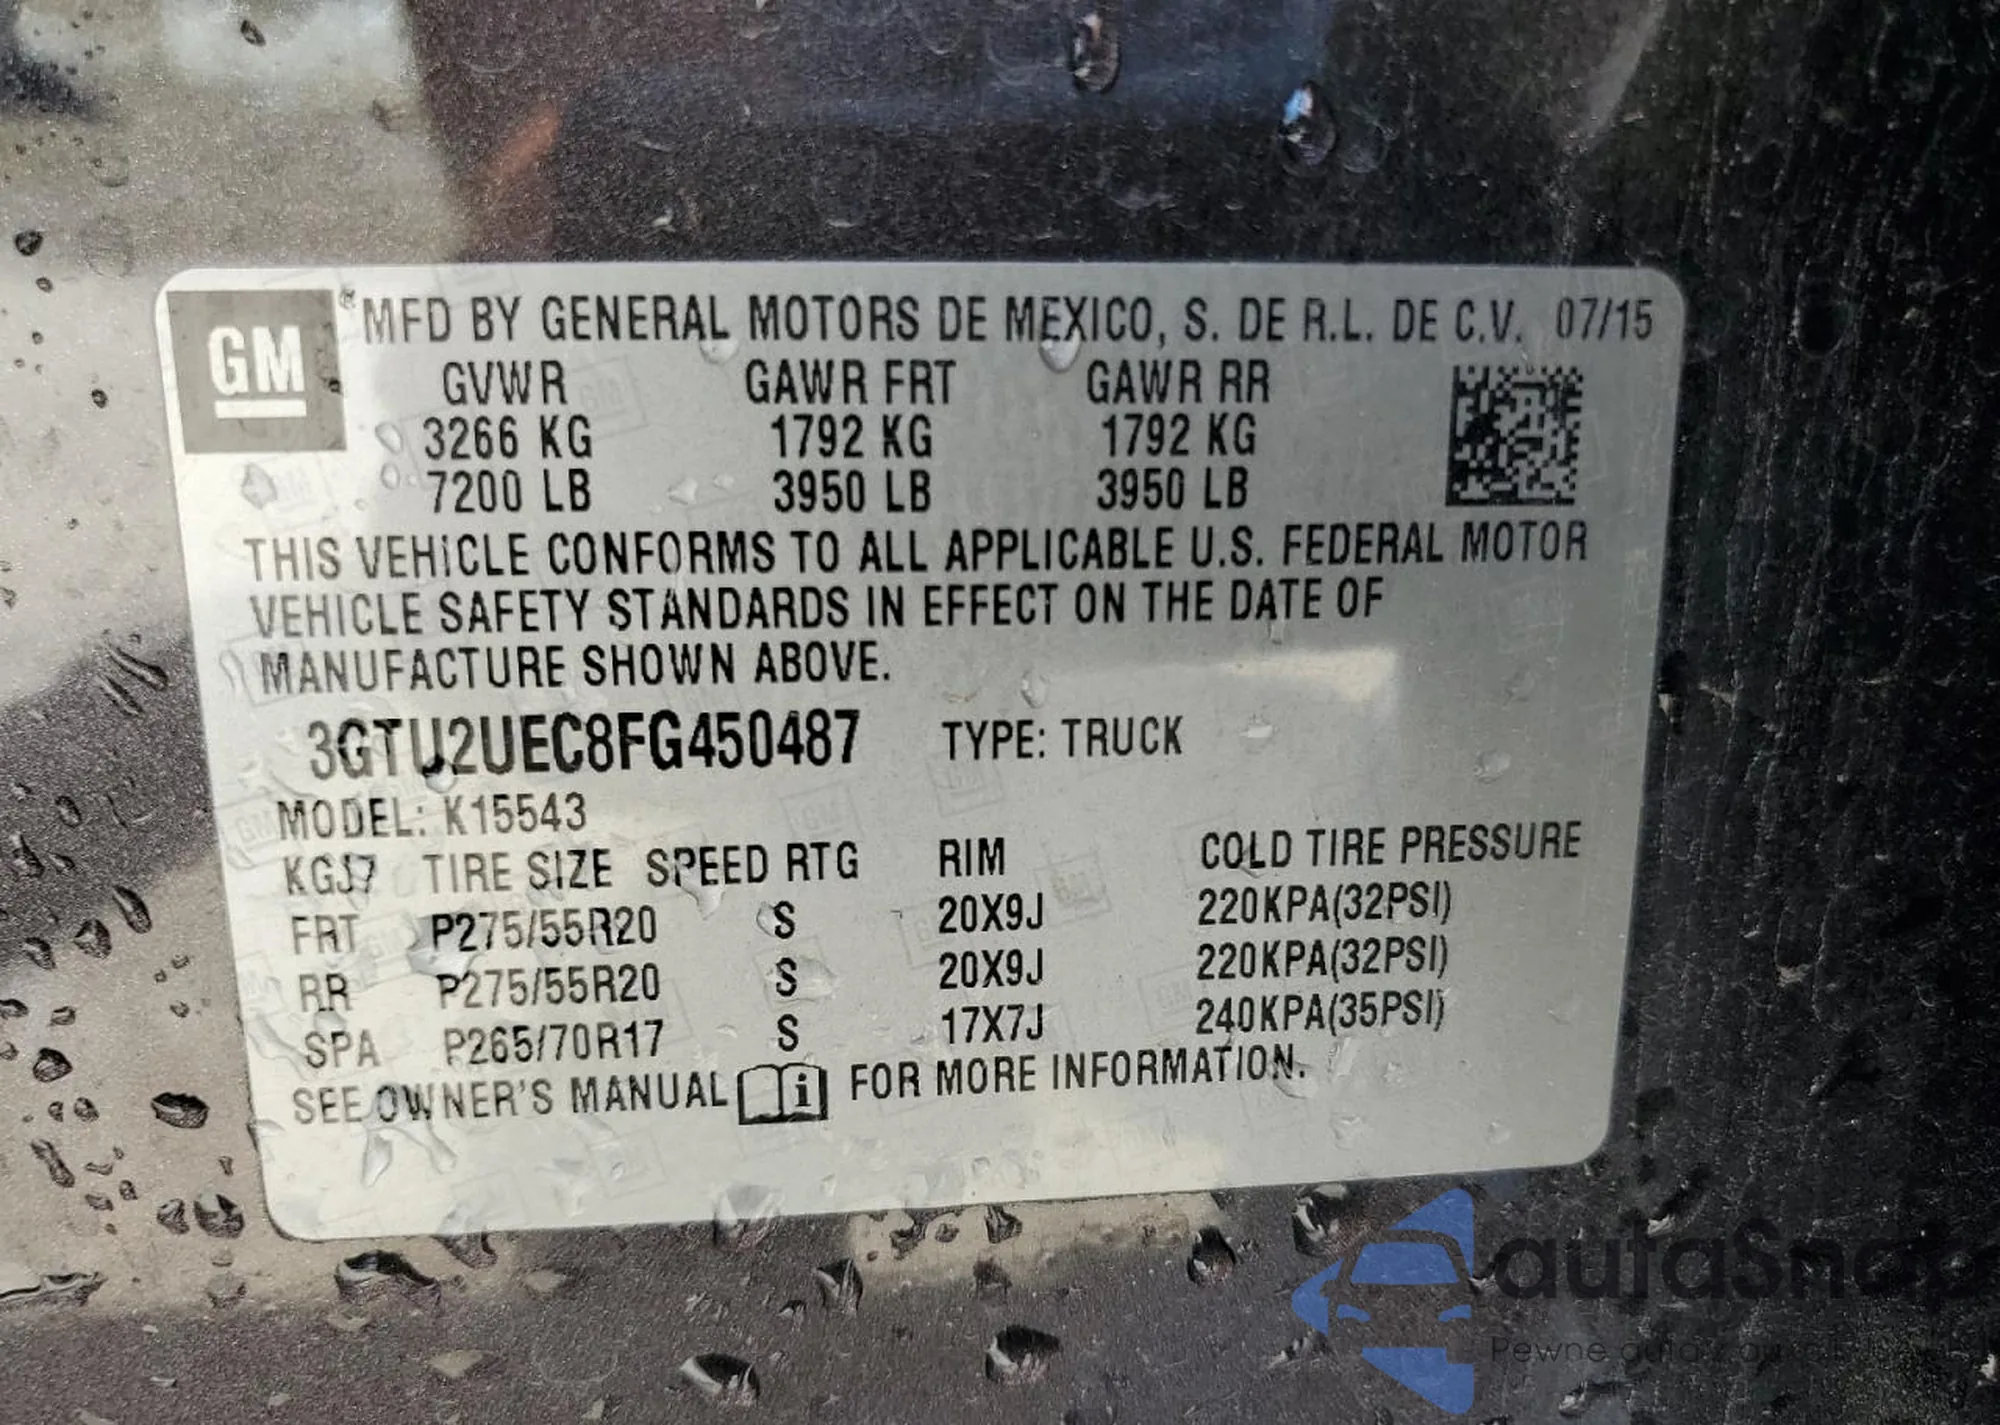 GM ® MFD BY GENERAL MOTORS DE MEXICO, S. DE R.L. DE C.V. 07/15
GVWR GAWR FRT GAWR RR
3266 KG 1792 KG 1792 KG
7200 LB 3950 LB 3950 LB
THIS VEHICLE CONFORMS TO ALL APPLICABLE U.S. FEDERAL MOTOR
VEHICLE SAFETY STANDARDS IN EFFECT ON THE DATE OF
MANUFACTURE SHOWN ABOVE.
3GTU2UEC8FG450487 TYPE: TRUCK
MODEL: K15543
KGJ7 TIRE SIZE SPEED RTG RIM COLD TIRE PRESSURE
FRT P275/55R20 S 20X9J 220KPA(32PSI)
RR P275/55R20 S 20X9J 220KPA(32PSI)
SPA P265/70R17 S 17X7J 240KPA(35PSI)
SEE OWNER'S MANUAL i FOR MORE INFORMATION.
autaSnap
Pewne auta z